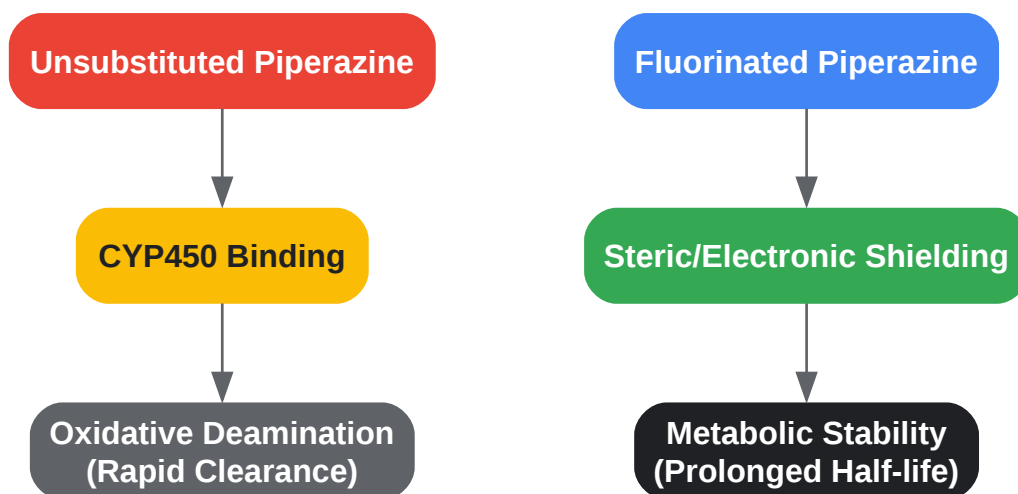 Unsubstituted Piperazine
Fluorinated Piperazine
CYP450 Binding
Steric/Electronic Shielding
Oxidative Deamination
(Rapid Clearance)
Metabolic Stability
(Prolonged Half-life)